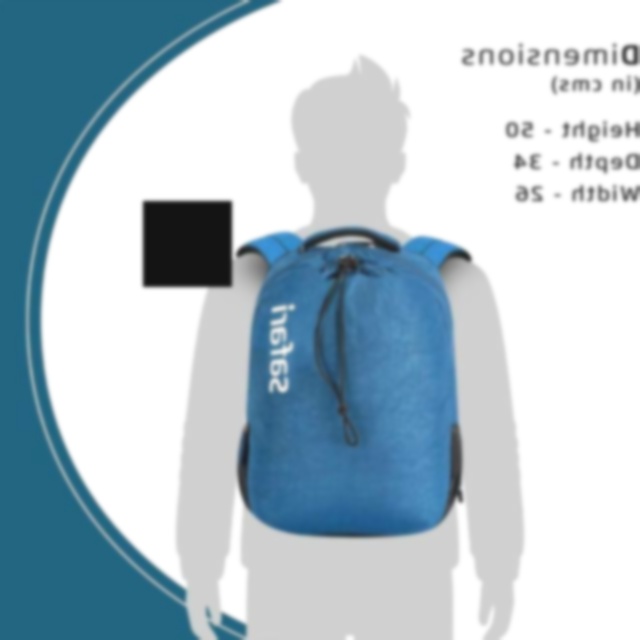 Dimensions
(in cms)
Height - 50
Depth - 34
Width - 26
safari